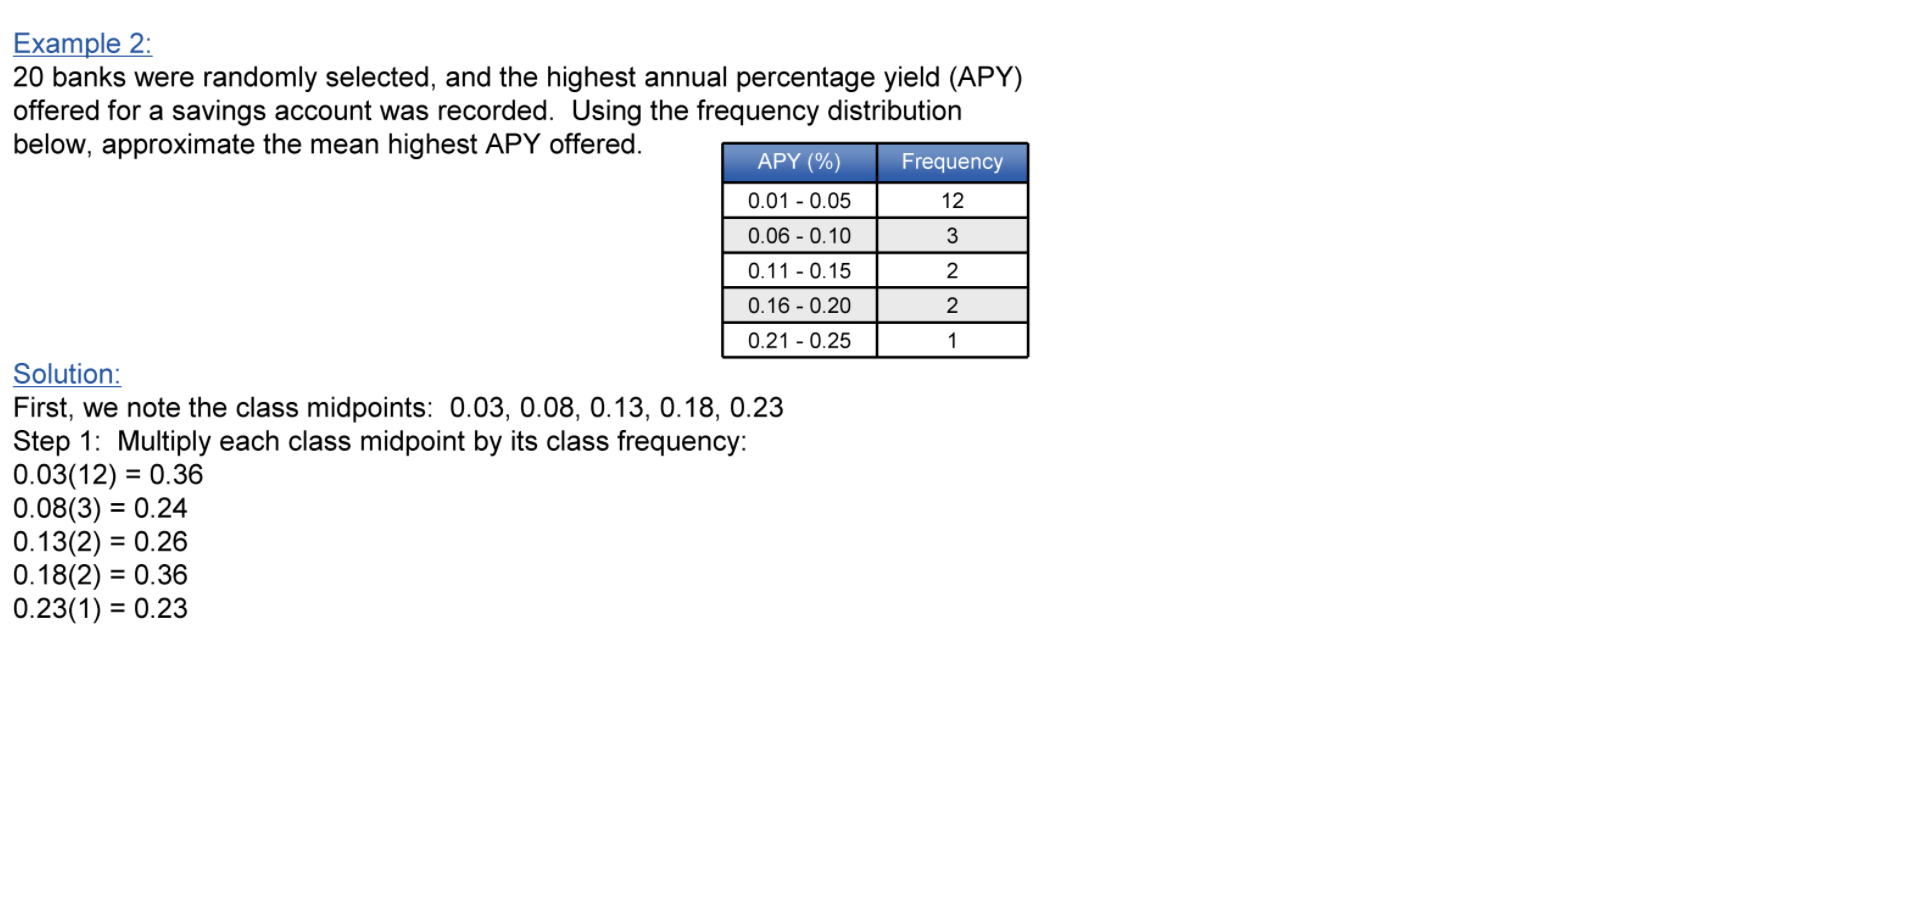 Example 2:
20 banks were randomly selected, and the highest annual percentage yield (APY)
offered for a savings account was recorded.  Using the frequency distribution
below, approximate the mean highest APY offered.
APY (%) Frequency
0.01 - 0.05 12
0.06 - 0.10 3
0.11 - 0.15 2
0.16 - 0.20 2
0.21 - 0.25 1
Solution:
First, we note the class midpoints:  0.03, 0.08, 0.13, 0.18, 0.23
Step 1:  Multiply each class midpoint by its class frequency:
0.03(12) = 0.36
0.08(3) = 0.24
0.13(2) = 0.26
0.18(2) = 0.36
0.23(1) = 0.23